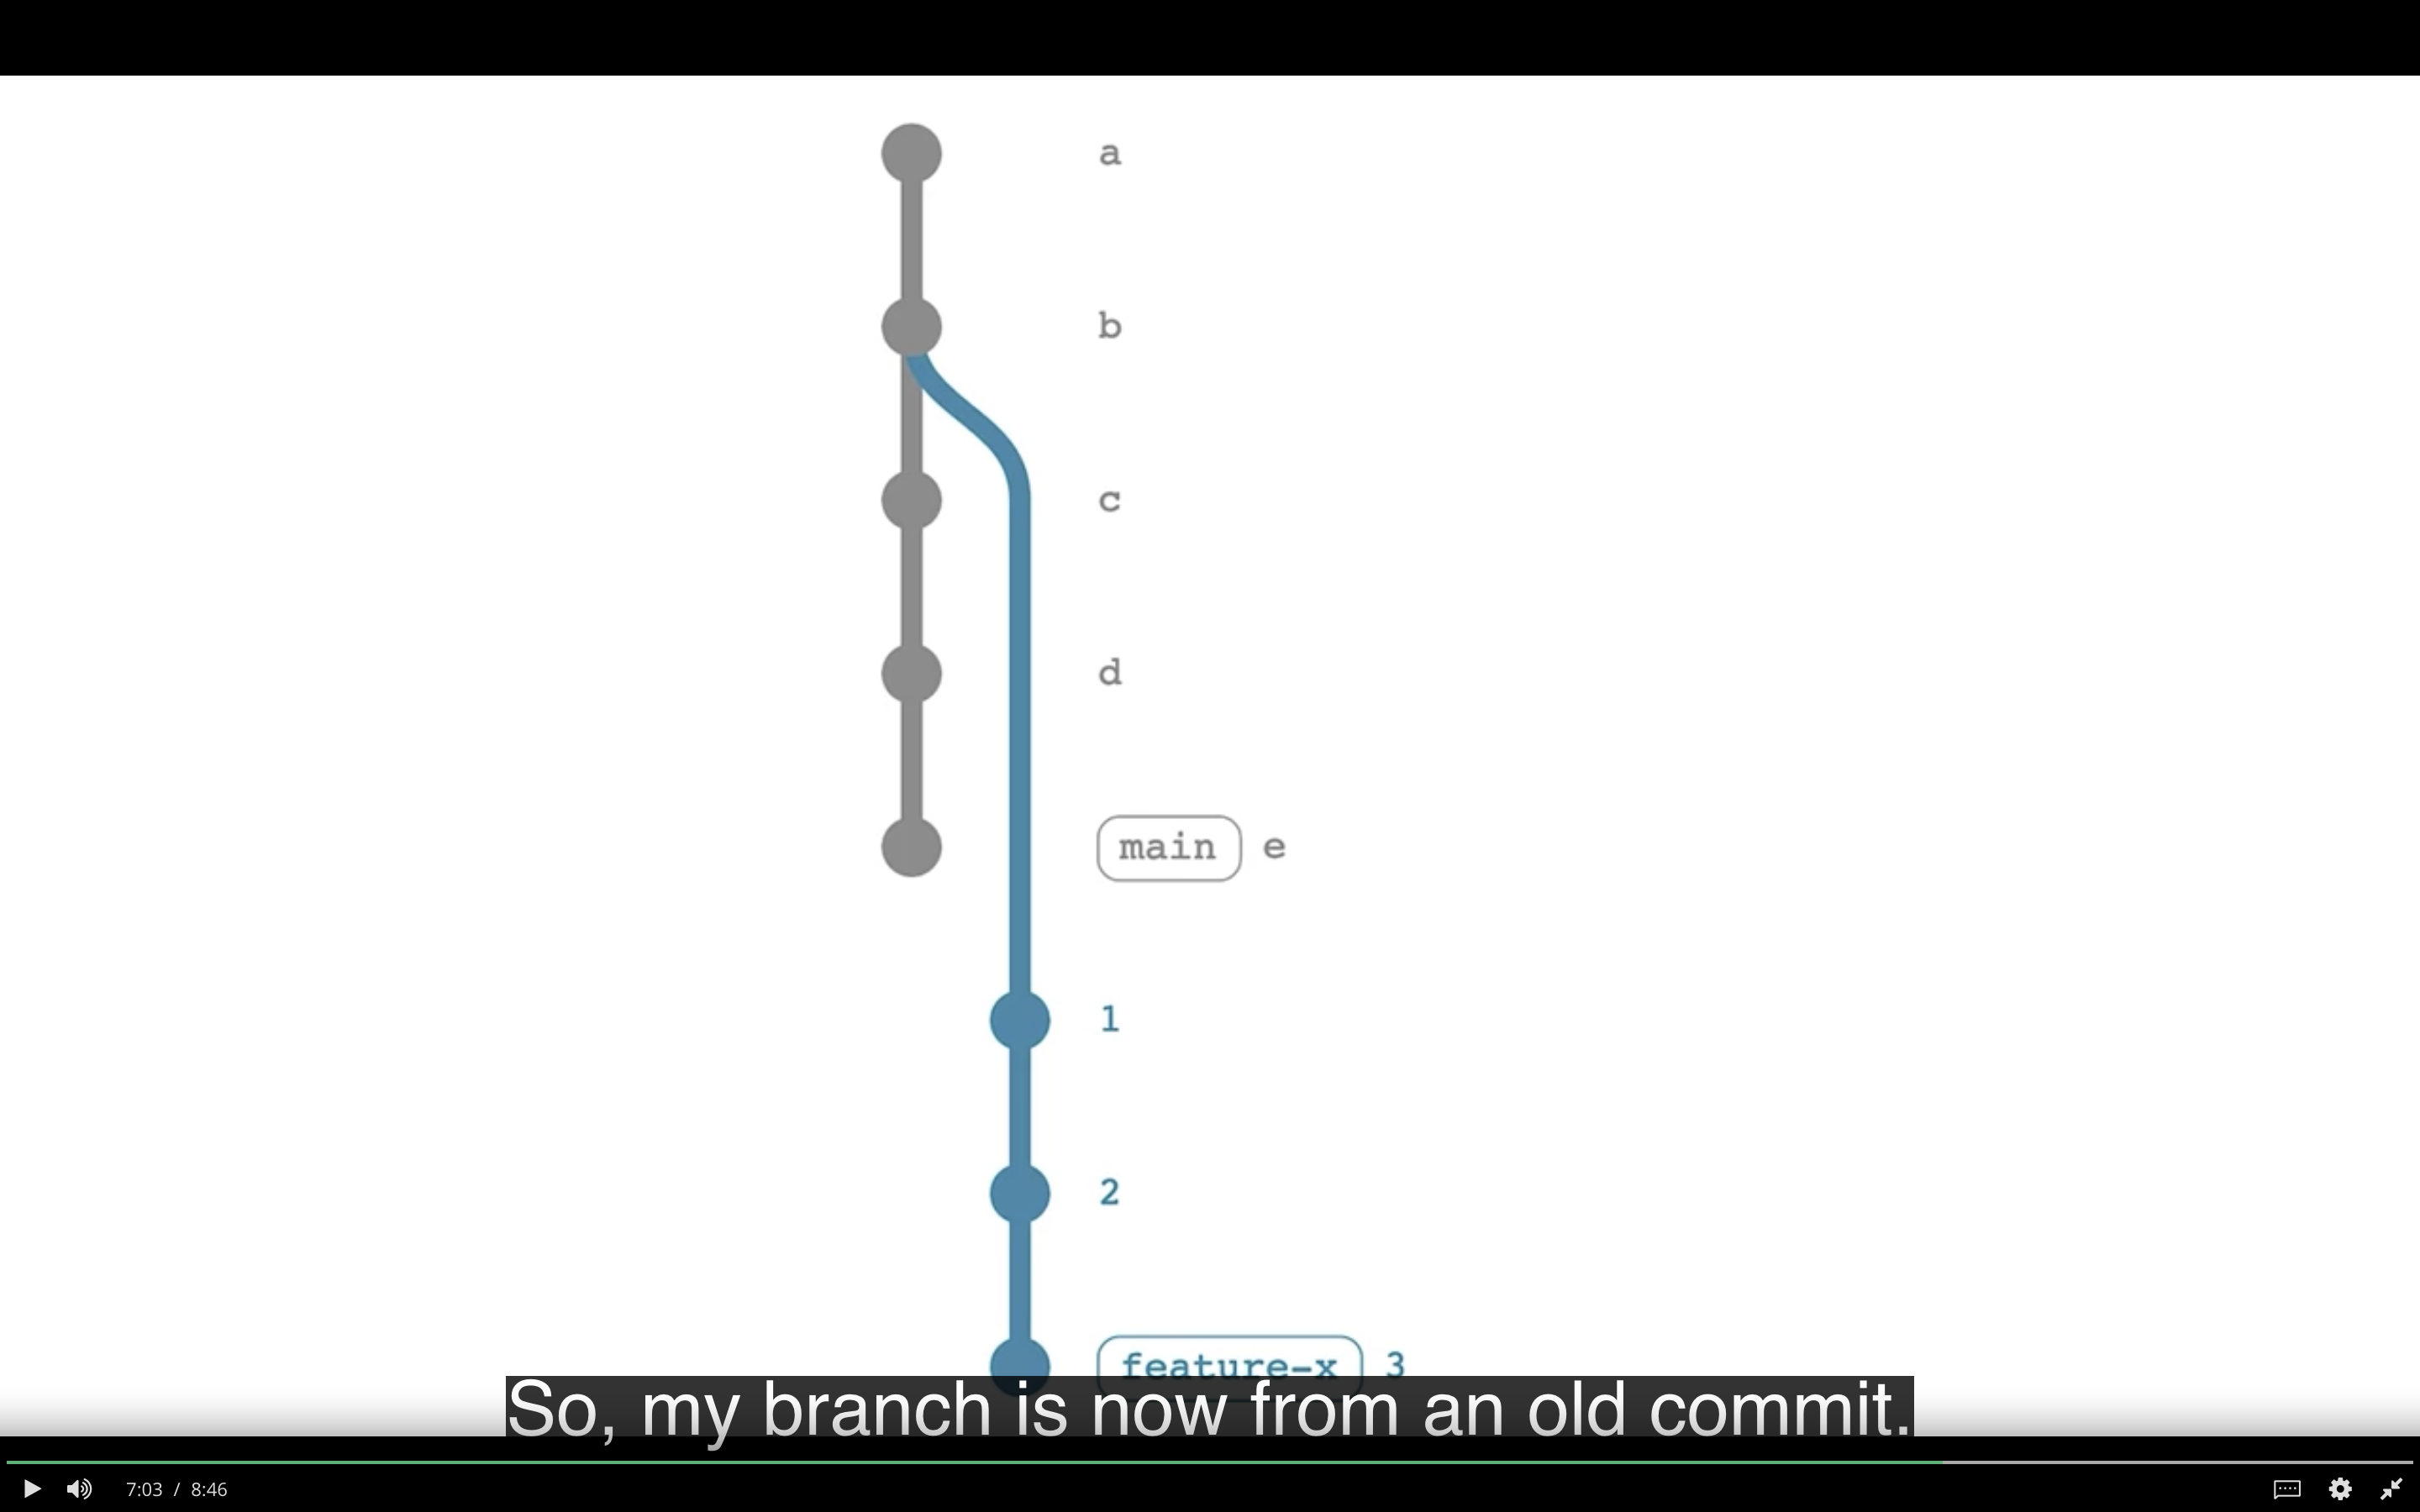 a
b
c
d
main e
1
2
feature-x 3
So, my branch is now from an old commit.
7:03 / 8:46